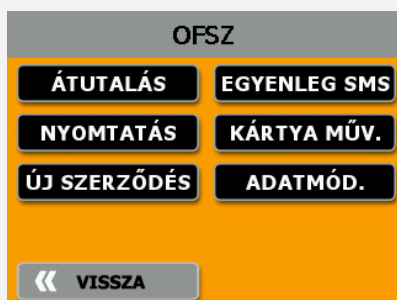 OFSZ
ÁTUTALÁS EGYENLEG SMS
NYOMTATÁS KÁRTYA MŰV.
ÚJ SZERZŐDÉS ADATMÓD.
VISSZA